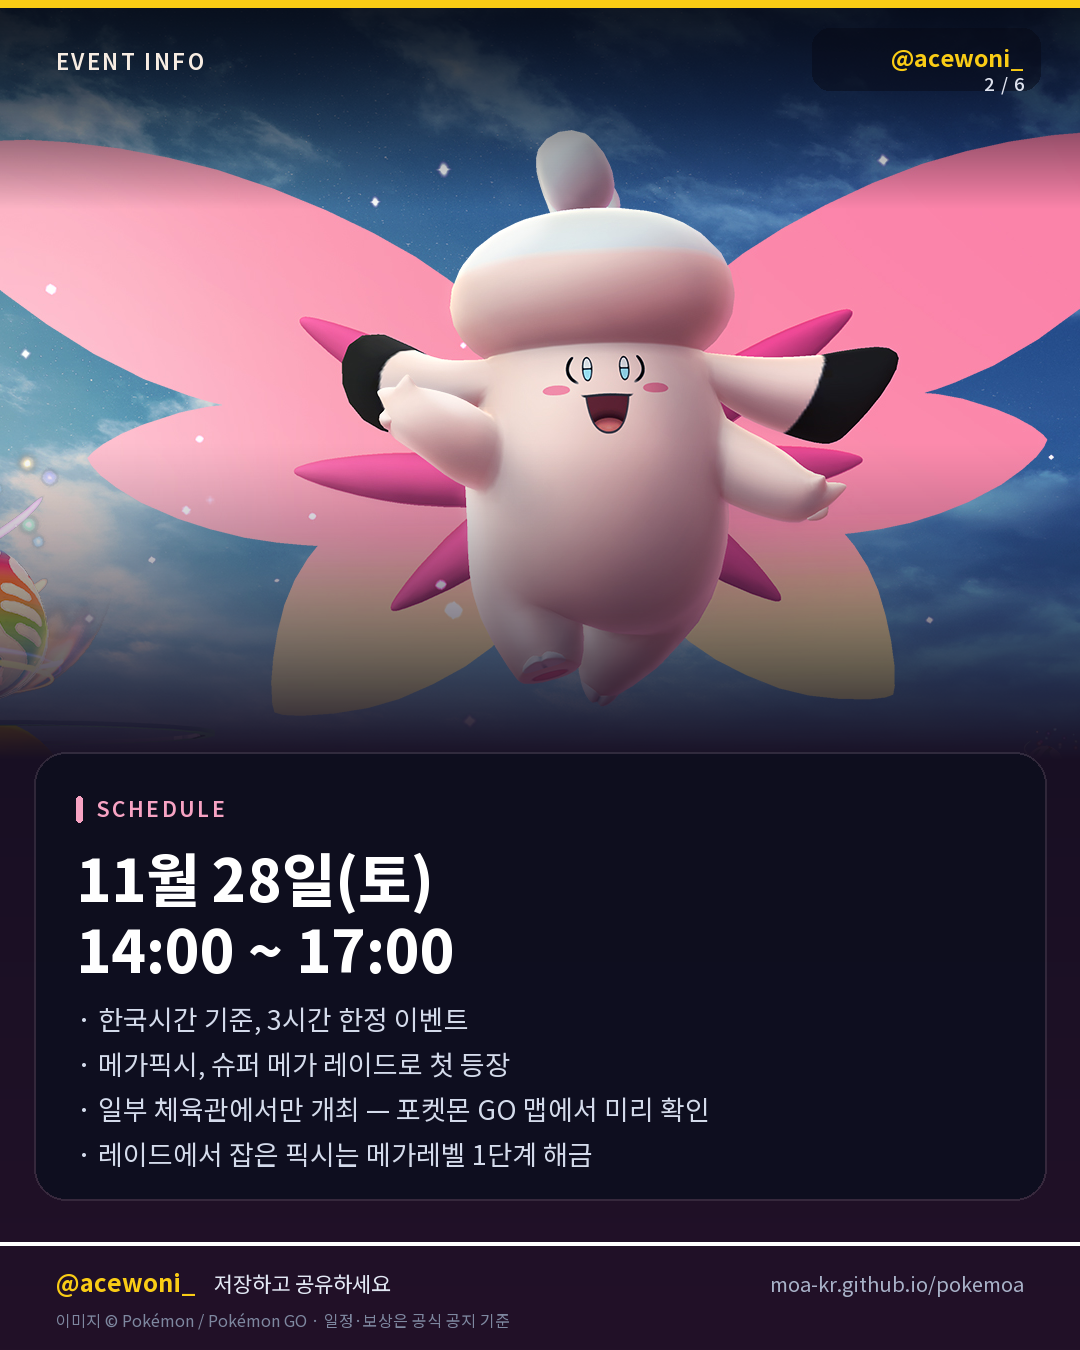 EVENT INFO
@acewoni_
2 / 6
SCHEDULE
11월 28일(토)
14:00 ~ 17:00
· 한국시간 기준, 3시간 한정 이벤트
· 메가픽시, 슈퍼 메가 레이드로 첫 등장
· 일부 체육관에서만 개최 — 포켓몬 GO 맵에서 미리 확인
· 레이드에서 잡은 픽시는 메가레벨 1단계 해금
@acewoni_ 저장하고 공유하세요
moa-kr.github.io/pokemoa
이미지 © Pokémon / Pokémon GO · 일정·보상은 공식 공지 기준